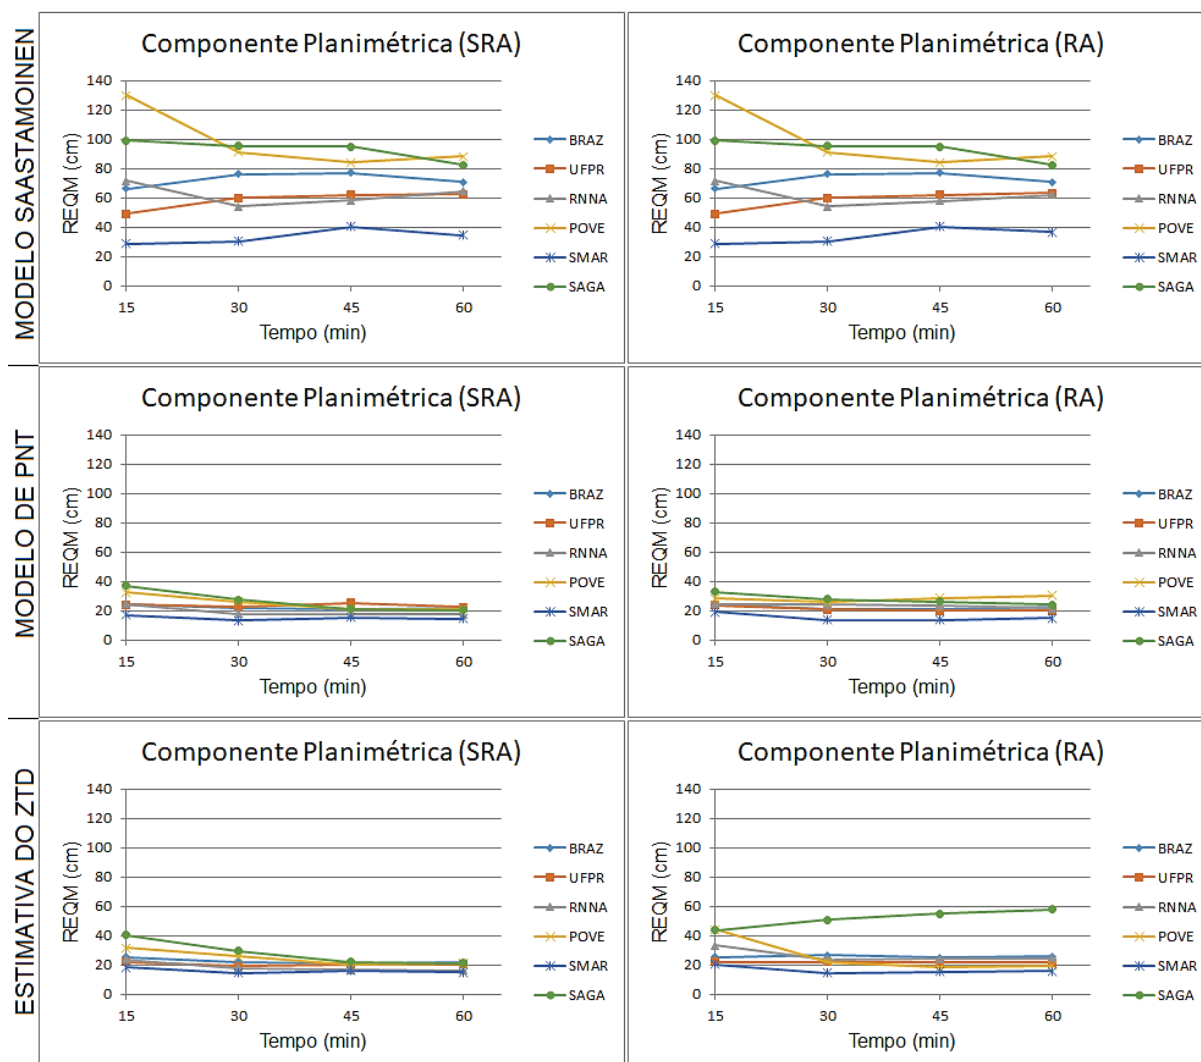 MODELO SAASTAMOINEN
Componente Planimétrica (SRA)
REQM (cm)
140
120
100
80
60
40
20
0
15 30 45 60
Tempo (min)
BRAZ
UFPR
RNNA
POVE
SMAR
SAGA
Componente Planimétrica (RA)
REQM (cm)
140
120
100
80
60
40
20
0
15 30 45 60
Tempo (min)
BRAZ
UFPR
RNNA
POVE
SMAR
SAGA
MODELO DE PNT
Componente Planimétrica (SRA)
REQM (cm)
140
120
100
80
60
40
20
0
15 30 45 60
Tempo (min)
BRAZ
UFPR
RNNA
POVE
SMAR
SAGA
Componente Planimétrica (RA)
REQM (cm)
140
120
100
80
60
40
20
0
15 30 45 60
Tempo (min)
BRAZ
UFPR
RNNA
POVE
SMAR
SAGA
ESTIMATIVA DO ZTD
Componente Planimétrica (SRA)
REQM (cm)
140
120
100
80
60
40
20
0
15 30 45 60
Tempo (min)
BRAZ
UFPR
RNNA
POVE
SMAR
SAGA
Componente Planimétrica (RA)
REQM (cm)
140
120
100
80
60
40
20
0
15 30 45 60
Tempo (min)
BRAZ
UFPR
RNNA
POVE
SMAR
SAGA